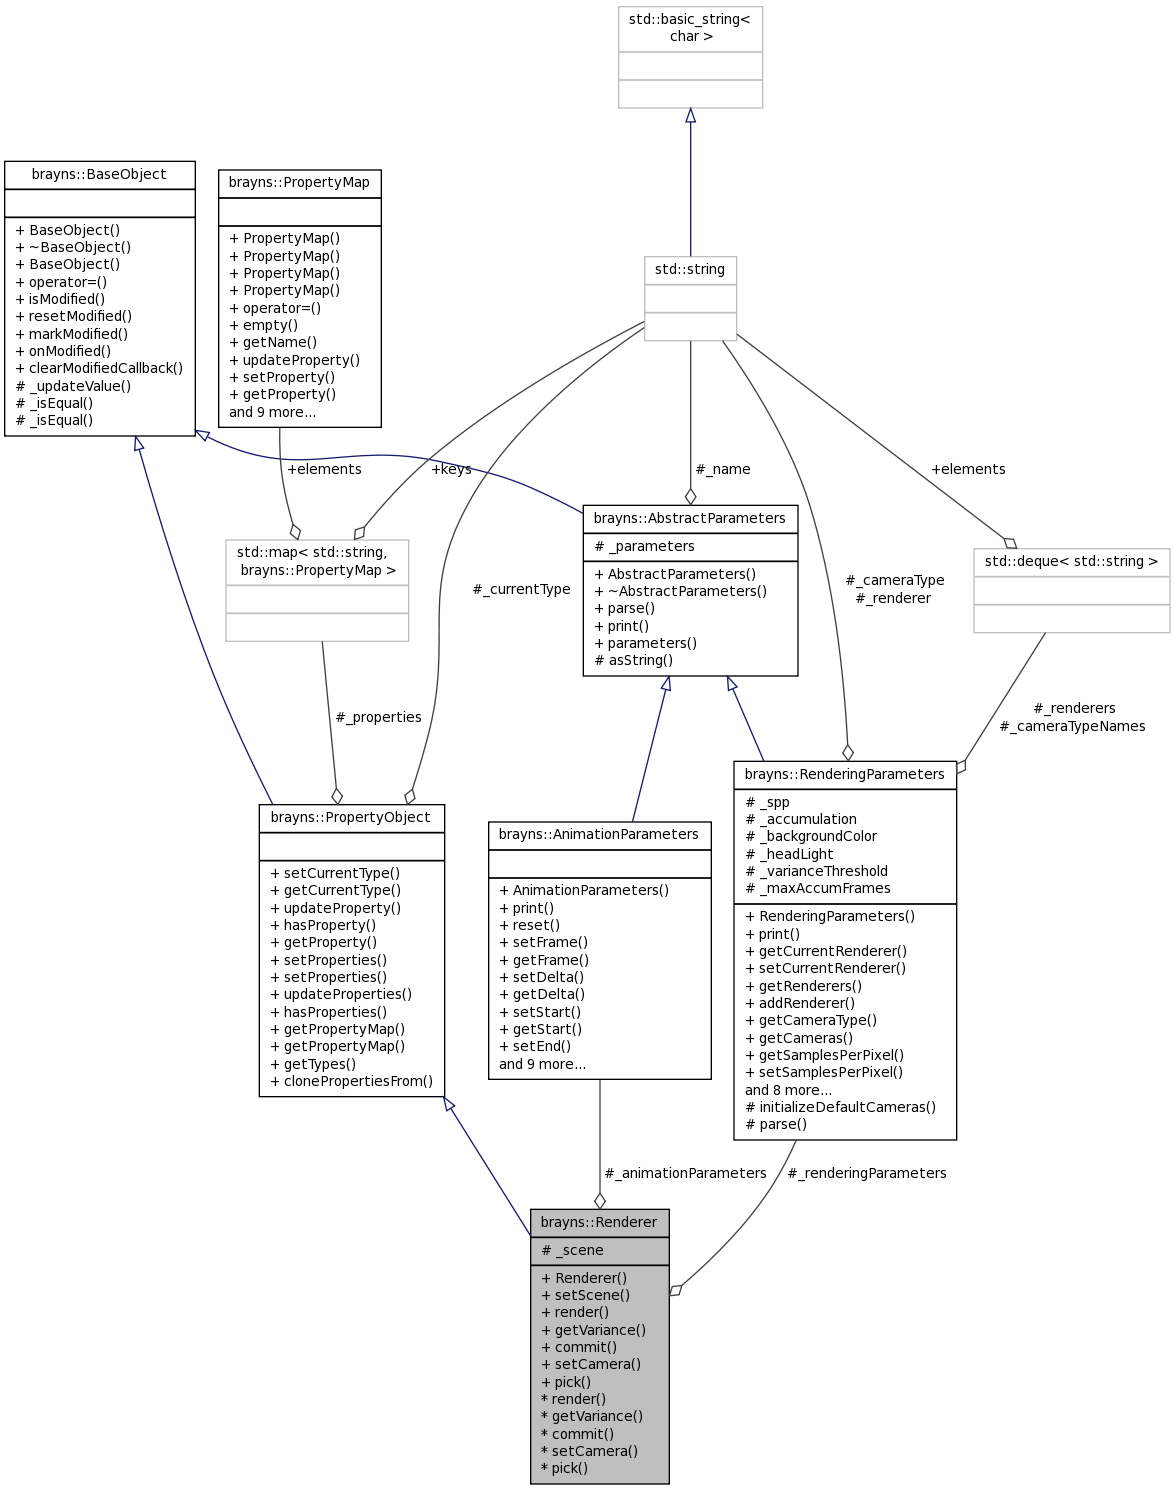 std::basic_string<
char >
brayns::BaseObject
+ BaseObject()
+ ~BaseObject()
+ BaseObject()
+ operator=()
+ isModified()
+ resetModified()
+ markModified()
+ onModified()
+ clearModifiedCallback()
# _updateValue()
# _isEqual()
# _isEqual()
brayns::PropertyMap
+ PropertyMap()
+ PropertyMap()
+ PropertyMap()
+ PropertyMap()
+ operator=()
+ empty()
+ getName()
+ updateProperty()
+ setProperty()
+ getProperty()
and 9 more...
std::string
+elements
+keys
#_name
+elements
std::map< std::string,
brayns::PropertyMap >
#_currentType
brayns::AbstractParameters
# _parameters
+ AbstractParameters()
+ ~AbstractParameters()
+ parse()
+ print()
+ parameters()
# asString()
#_cameraType
#_renderer
std::deque< std::string >
#_properties
#_renderers
#_cameraTypeNames
brayns::PropertyObject
+ setCurrentType()
+ getCurrentType()
+ updateProperty()
+ hasProperty()
+ getProperty()
+ setProperties()
+ setProperties()
+ updateProperties()
+ hasProperties()
+ getPropertyMap()
+ getPropertyMap()
+ getTypes()
+ clonePropertiesFrom()
brayns::AnimationParameters
+ AnimationParameters()
+ print()
+ reset()
+ setFrame()
+ getFrame()
+ setDelta()
+ getDelta()
+ setStart()
+ getStart()
+ setEnd()
and 9 more...
brayns::RenderingParameters
# _spp
# _accumulation
# _backgroundColor
# _headLight
# _varianceThreshold
# _maxAccumFrames
+ RenderingParameters()
+ print()
+ getCurrentRenderer()
+ setCurrentRenderer()
+ getRenderers()
+ addRenderer()
+ getCameraType()
+ getCameras()
+ getSamplesPerPixel()
+ setSamplesPerPixel()
and 8 more...
# initializeDefaultCameras()
# parse()
#_animationParameters
#_renderingParameters
brayns::Renderer
# _scene
+ Renderer()
+ setScene()
+ render()
+ getVariance()
+ commit()
+ setCamera()
+ pick()
* render()
* getVariance()
* commit()
* setCamera()
* pick()